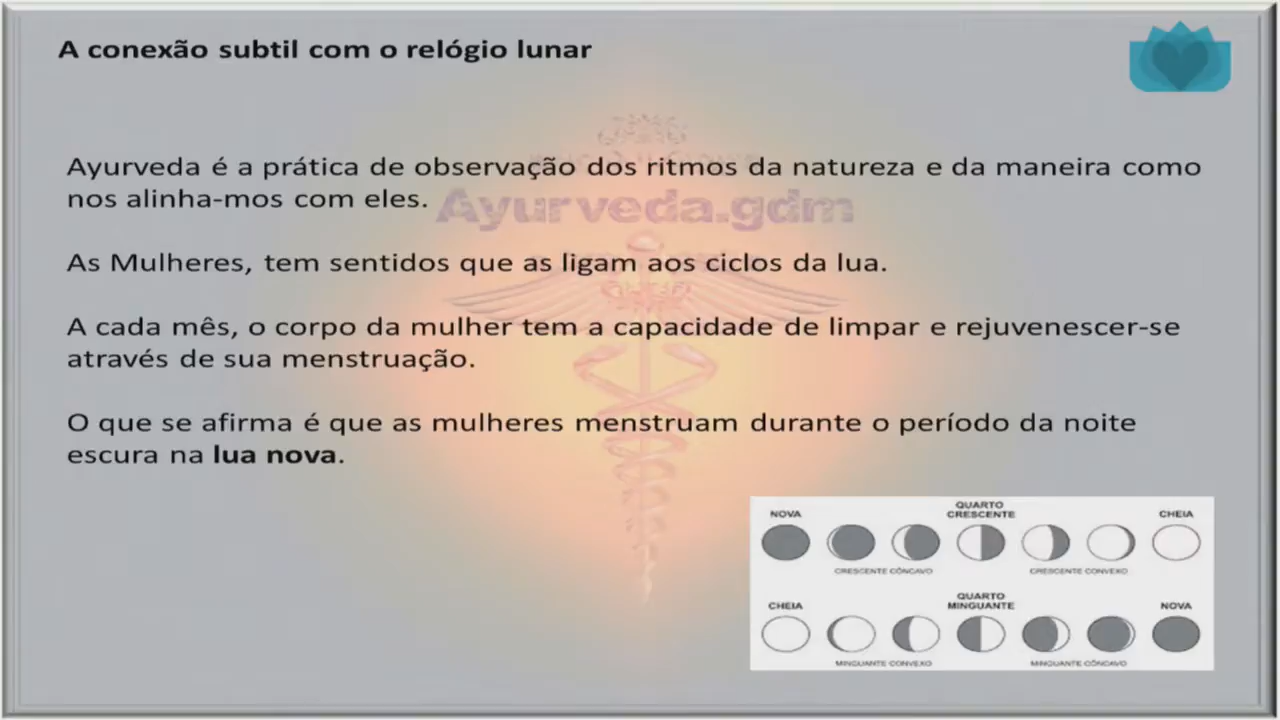 A conexão subtil com o relógio lunar
Ayurveda é a prática de observação dos ritmos da natureza e da maneira como
nos alinha-mos com eles.
Ayurveda.gdm
As Mulheres, tem sentidos que as ligam aos ciclos da lua.
A cada mês, o corpo da mulher tem a capacidade de limpar e rejuvenescer-se
através de sua menstruação.
O que se afirma é que as mulheres menstruam durante o período da noite
escura na lua nova.
NOVA
QUARTO
CRESCENTE
CHEIA
CRESCENTE CÔNCAVO
CRESCENTE CONVEXO
CHEIA
QUARTO
MINGUANTE
NOVA
MINGUANTE CONVEXO
MINGUANTE CÔNCAVO